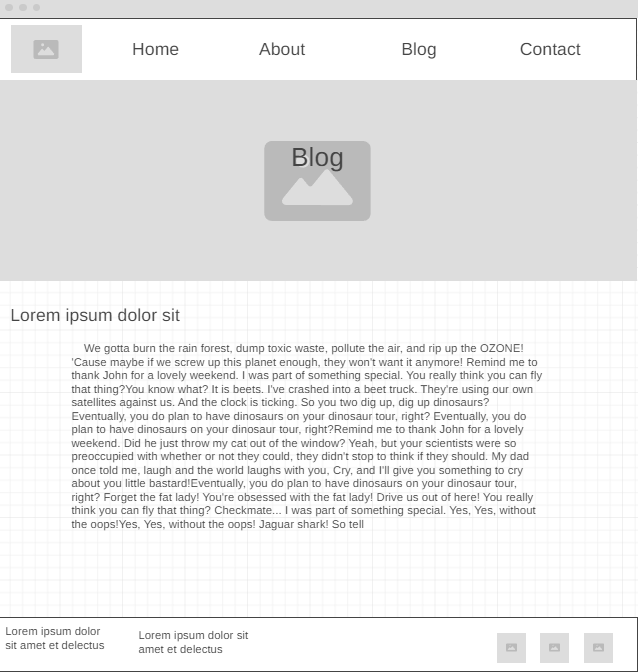 Home About Blog Contact
Blog
Lorem ipsum dolor sit
We gotta burn the rain forest, dump toxic waste, pollute the air, and rip up the OZONE!
'Cause maybe if we screw up this planet enough, they won't want it anymore! Remind me to
thank John for a lovely weekend. I was part of something special. You really think you can fly
that thing?You know what? It is beets. I've crashed into a beet truck. They're using our own
satellites against us. And the clock is ticking. So you two dig up, dig up dinosaurs?
Eventually, you do plan to have dinosaurs on your dinosaur tour, right? Eventually, you do
plan to have dinosaurs on your dinosaur tour, right?Remind me to thank John for a lovely
weekend. Did he just throw my cat out of the window? Yeah, but your scientists were so
preoccupied with whether or not they could, they didn't stop to think if they should. My dad
once told me, laugh and the world laughs with you, Cry, and I'll give you something to cry
about you little bastard!Eventually, you do plan to have dinosaurs on your dinosaur tour,
right? Forget the fat lady! You're obsessed with the fat lady! Drive us out of here! You really
think you can fly that thing? Checkmate... I was part of something special. Yes, Yes, without
the oops!Yes, Yes, without the oops! Jaguar shark! So tell
Lorem ipsum dolor
sit amet et delectus
Lorem ipsum dolor sit
amet et delectus